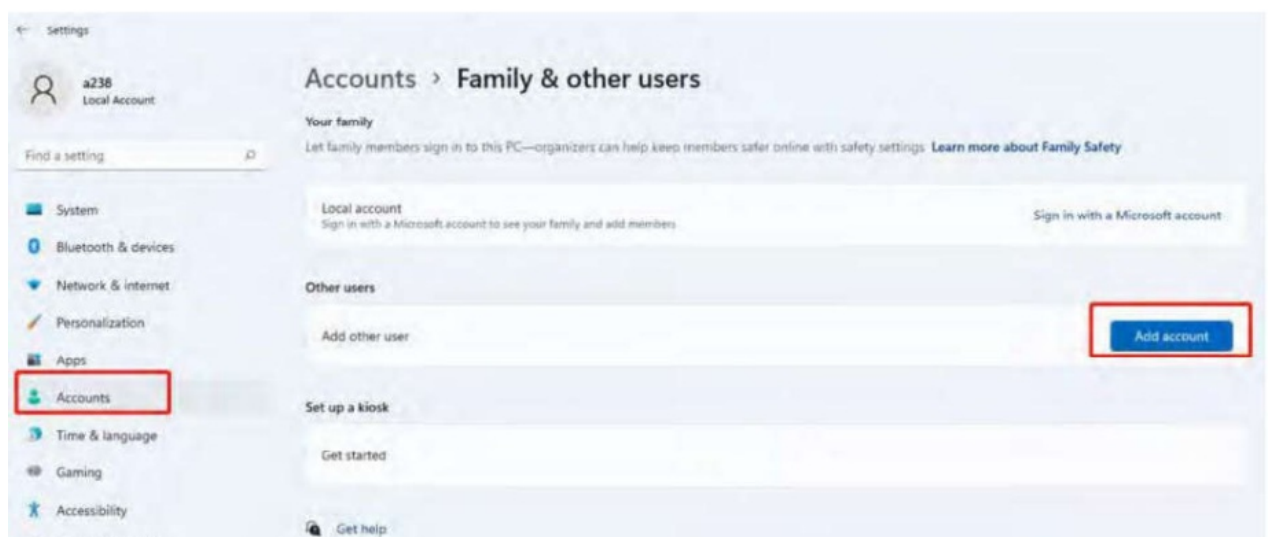 Settings
a238
Local Account
Find a setting
System
Bluetooth & devices
Network & internet
Personalization
Apps
Accounts
Time & language
Gaming
Accessibility
Accounts > Family & other users
Your family
Let family members sign in to this PC—organizers can help keep members safer online with safety settings Learn more about Family Safety
Local account
Sign in with a Microsoft account to see your family and add members
Sign in with a Microsoft account
Other users
Add other user
Add account
Set up a kiosk
Get started
Get help